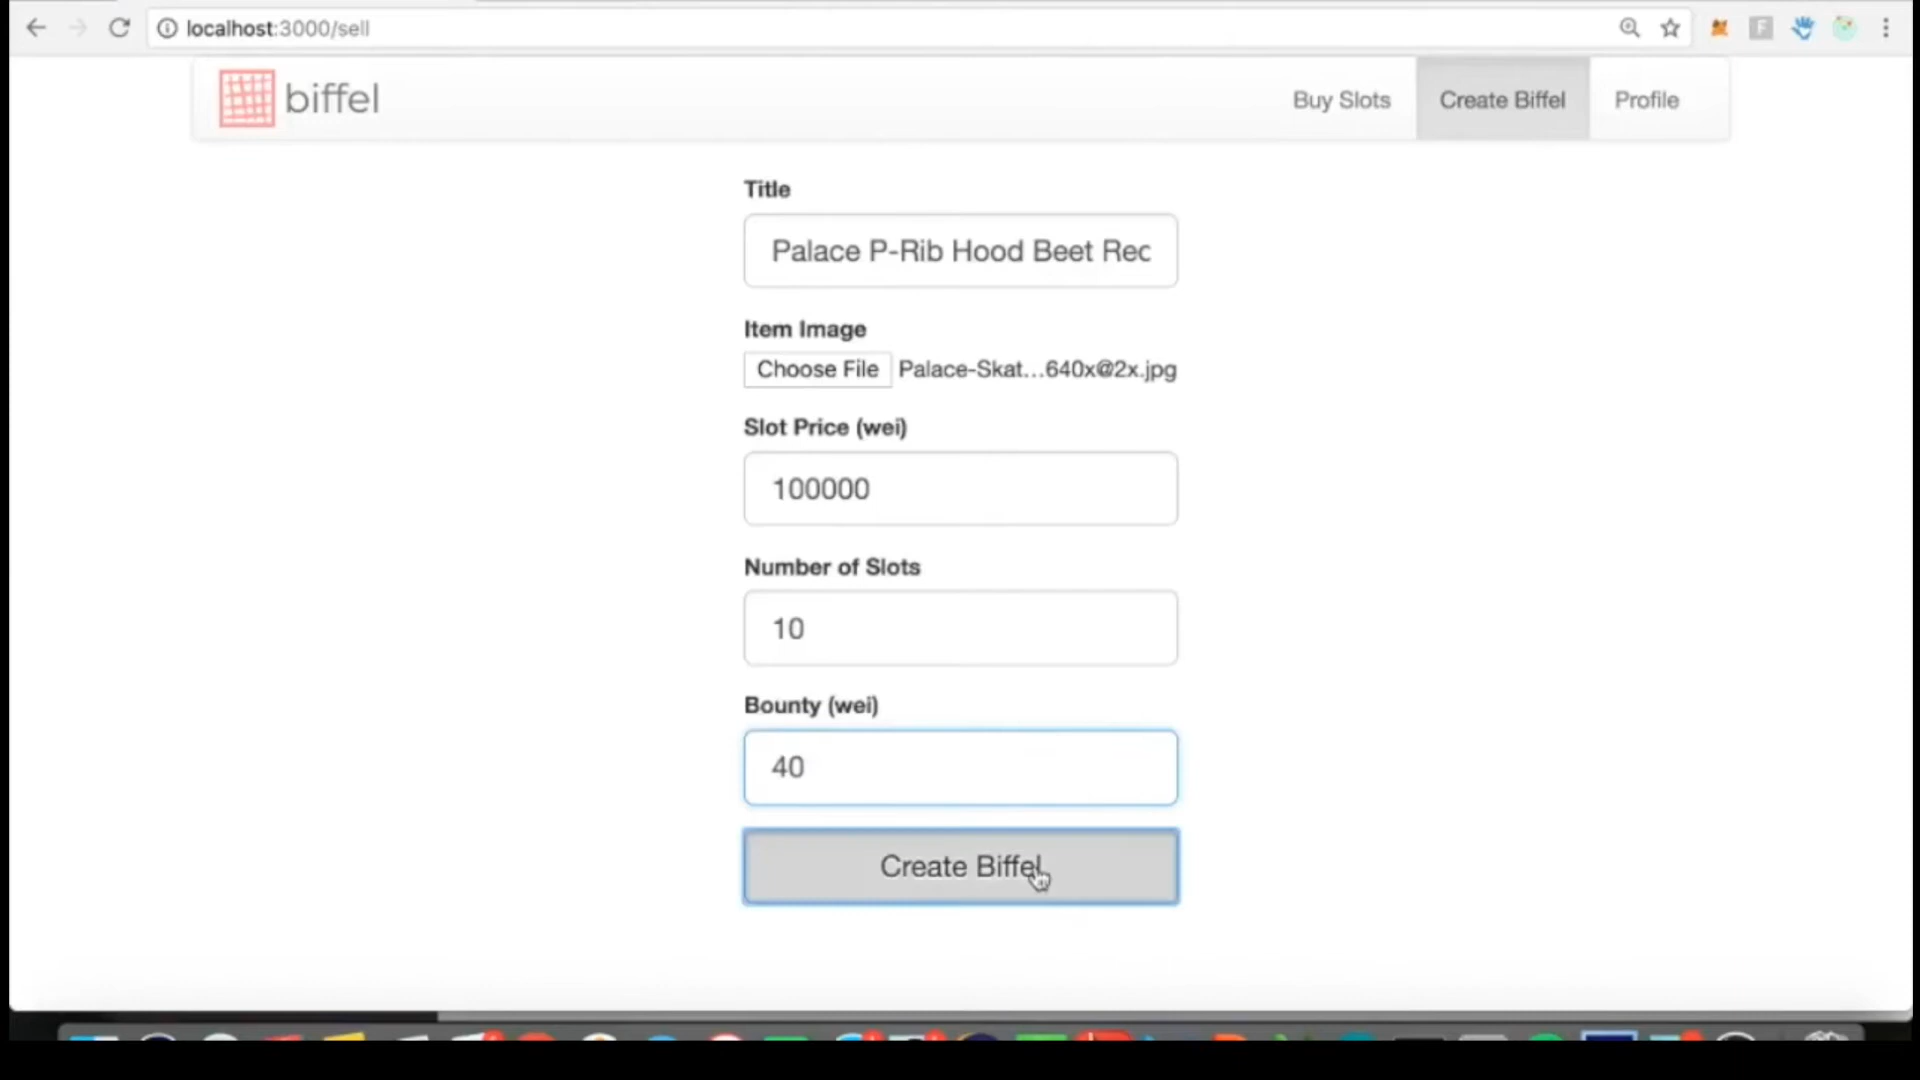 localhost:3000/sell
biffel
Buy Slots
Create Biffel
Profile
Title
Palace P-Rib Hood Beet Rec
Item Image
Choose File Palace-Skat...640x@2x.jpg
Slot Price (wei)
100000
Number of Slots
10
Bounty (wei)
40
Create Biffel